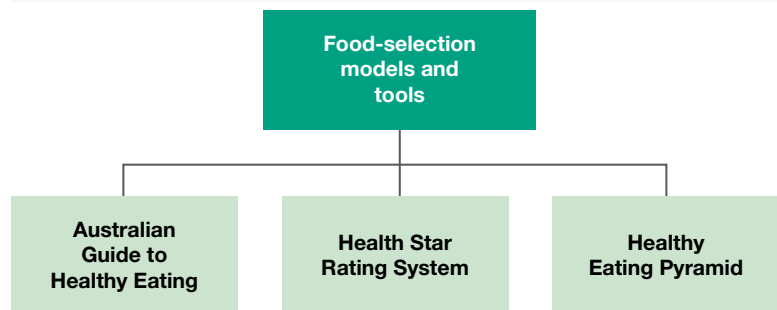 Food-selection
models and
tools
Australian
Guide to
Healthy Eating
Health Star
Rating System
Healthy
Eating Pyramid